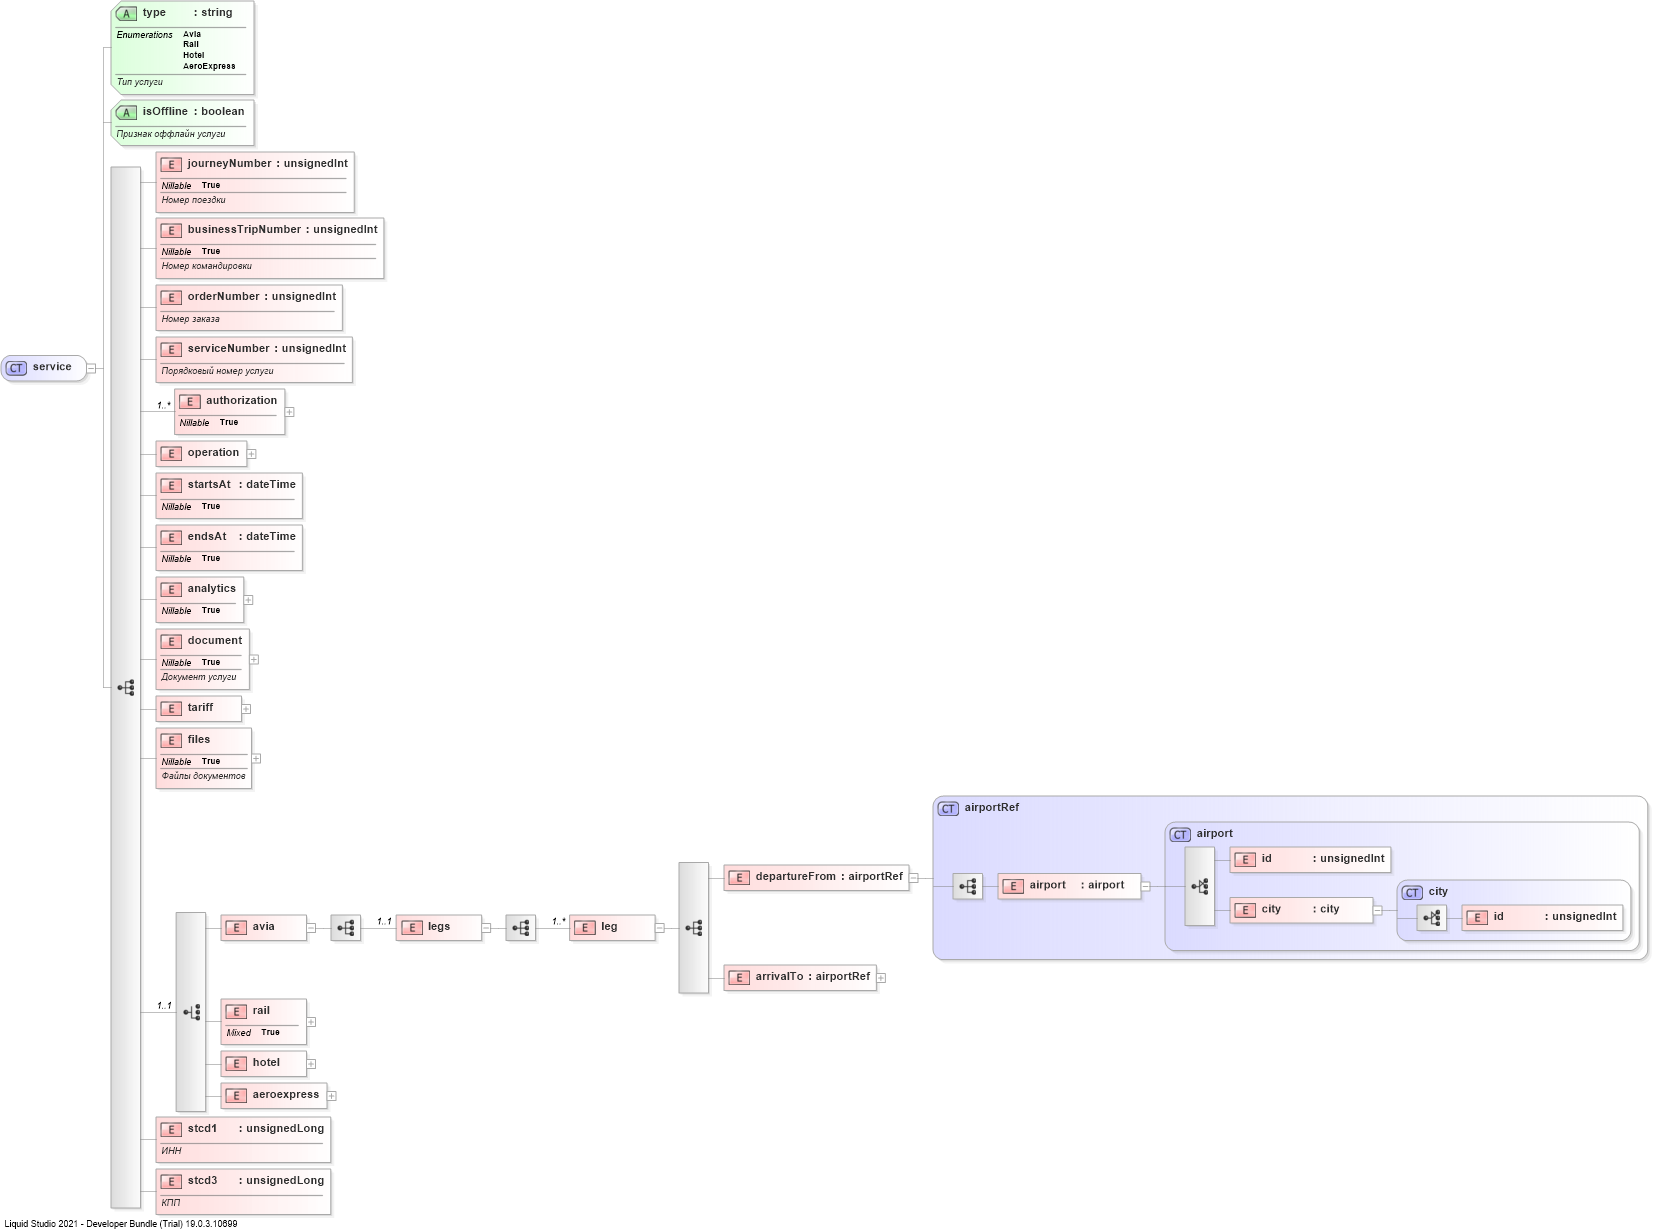 A type : string
Enumerations Avia
Rail
Hotel
AeroExpress
Тип услуги
A isOffline : boolean
Признак оффлайн услуги
E journeyNumber : unsignedInt
Nillable True
Номер поездки
E businessTripNumber : unsignedInt
Nillable True
Номер командировки
E orderNumber : unsignedInt
Номер заказа
E serviceNumber : unsignedInt
Порядковый номер услуги
CT service
1..* E authorization
Nillable True
E operation
E startsAt : dateTime
Nillable True
E endsAt : dateTime
Nillable True
E analytics
Nillable True
E document
Nillable True
Документ услуги
E tariff
E files
Nillable True
Файлы документов
CT airportRef
CT airport
E id : unsignedInt
E departureFrom : airportRef
E airport : airport
CT city
E city : city
E id : unsignedInt
E avia
1..1 E legs
1..* E leg
E arrivalTo : airportRef
1..1
E rail
Mixed True
E hotel
E aeroexpress
E stcd1 : unsignedLong
ИНН
E stcd3 : unsignedLong
КПП
Liquid Studio 2021 - Developer Bundle (Trial) 19.0.3.10699